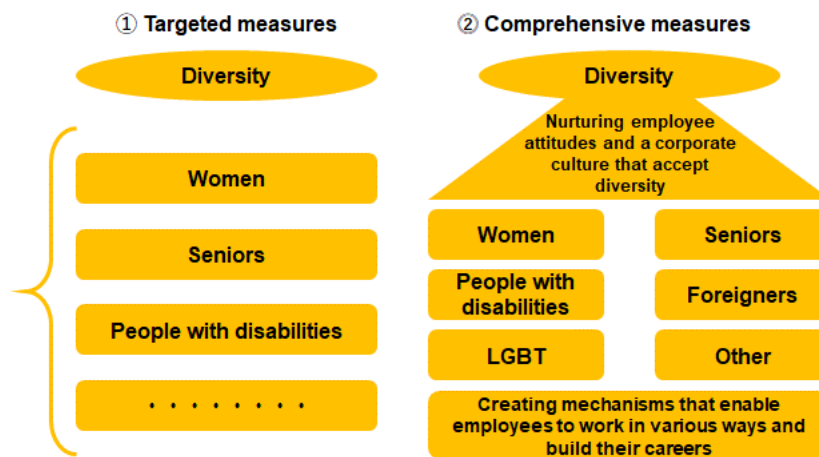 ① Targeted measures
Diversity
Women
Seniors
People with disabilities
・・・・・・・・
② Comprehensive measures
Diversity
Nurturing employee
attitudes and a corporate
culture that accept
diversity
Women
Seniors
People with
disabilities
Foreigners
LGBT
Other
Creating mechanisms that enable
employees to work in various ways and
build their careers